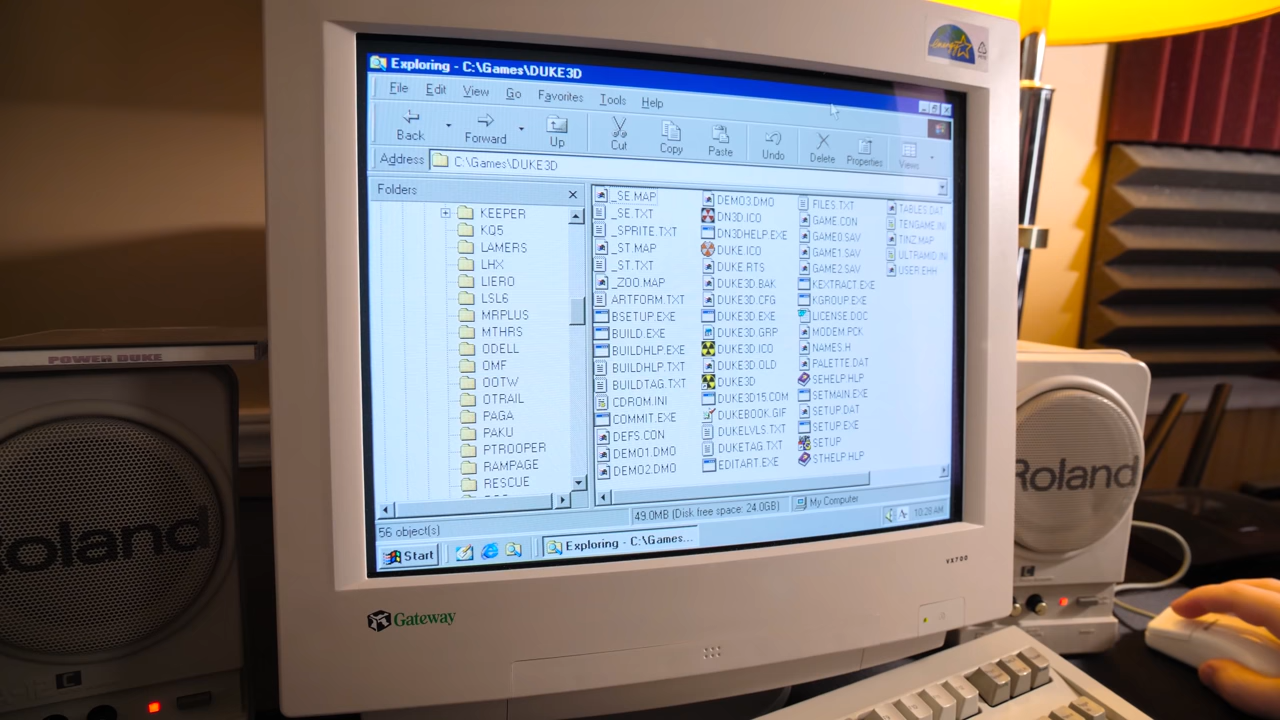 Exploring - C:\Games\DUKE3D
File Edit View Go Favorites Tools Help
Back Forward Up Cut Copy Paste Undo Delete Properties Views
Address C:\Games\DUKE3D
Folders
KEEPER
KQ5
LAMERS
LHX
LIERO
LSL6
MRPLUS
MTHRS
ODELL
OMF
OOTW
OTRAIL
PAGA
PAKU
PTROOPER
RAMPAGE
RESCUE
_SE.MAP
_SE.TXT
_SPRITE.TXT
_ST.MAP
_ST.TXT
_ZOO.MAP
ARTFORM.TXT
BSETUP.EXE
BUILD.EXE
BUILDHLP.EXE
BUILDHLP.TXT
BUILDTAG.TXT
CDROM.INI
COMMIT.EXE
DEFS.CON
DEMO1.DMO
DEMO2.DMO
DEMO3.DMO
DN3D.ICO
DN3DHELP.EXE
DUKE.ICO
DUKE.RTS
DUKE3D.BAK
DUKE3D.CFG
DUKE3D.EXE
DUKE3D.GRP
DUKE3D.ICO
DUKE3D.OLD
DUKE3D
DUKE3D15.COM
DUKEBOOK.GIF
DUKELVLS.TXT
DUKETAG.TXT
EDITART.EXE
FILES.TXT
GAME.CON
GAME0.SAV
GAME1.SAV
GAME2.SAV
KEXTRACT.EXE
KGROUP.EXE
LICENSE.DOC
MODEM.PCK
NAMES.H
PALETTE.DAT
SEHELP.HLP
SETMAIN.EXE
SETUP.DAT
SETUP.EXE
SETUP
STHELP.HLP
TABLES.DAT
TENGAME.INI
TINZ.MAP
ULTRAMID.INI
USER.EHH
56 object(s) 49.0MB (Disk free space: 24.0GB) My Computer
Start Exploring - C:\Games... 10:28 AM
Gateway
VX700
energy
POWER DUKE
Roland
Roland